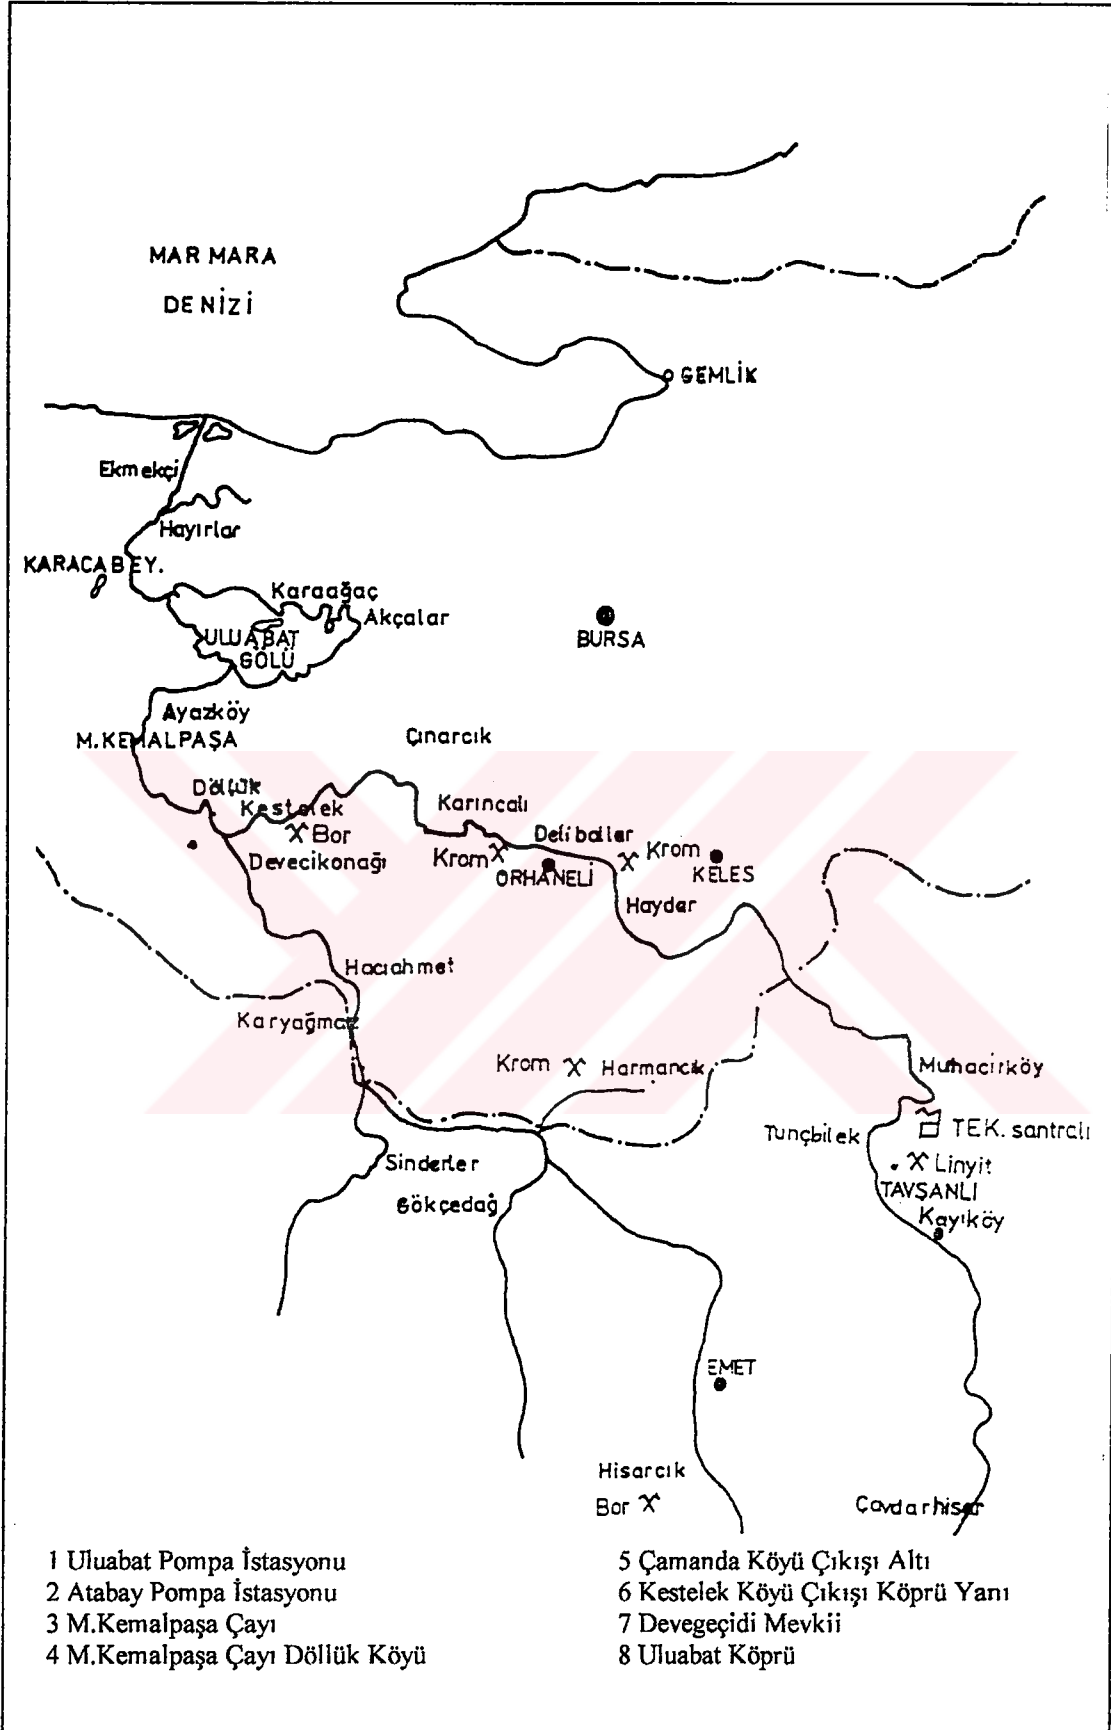 MARMARA
DENİZİ
GEMLİK
Ekmekçi
Hayırlar
KARACABEY.
Karaağaç
Akçalar
ULUABAT
GÖLÜ
BURSA
Ayazköy
M.KEMALPAŞA
Çınarcık
Döllük
Kestelek
Karıncalı
Bor
Deliballer
Devecikonağı
Krom
Krom
ORHANELİ
KELES
Haydar
Hacıahmet
Karyağmaz
Krom
Harmancık
Muhacirköy
Tunçbilek
TEK. santralı
Sinderler
Linyit
TAVŞANLI
Gökçedağ
Kayıköy
EMET
Hisarcık
Bor
Çavdarhisar
1 Uluabat Pompa İstasyonu
2 Atabay Pompa İstasyonu
3 M.Kemalpaşa Çayı
4 M.Kemalpaşa Çayı Döllük Köyü
5 Çamanda Köyü Çıkışı Altı
6 Kestelek Köyü Çıkışı Köprü Yanı
7 Devegeçidi Mevkii
8 Uluabat Köprü